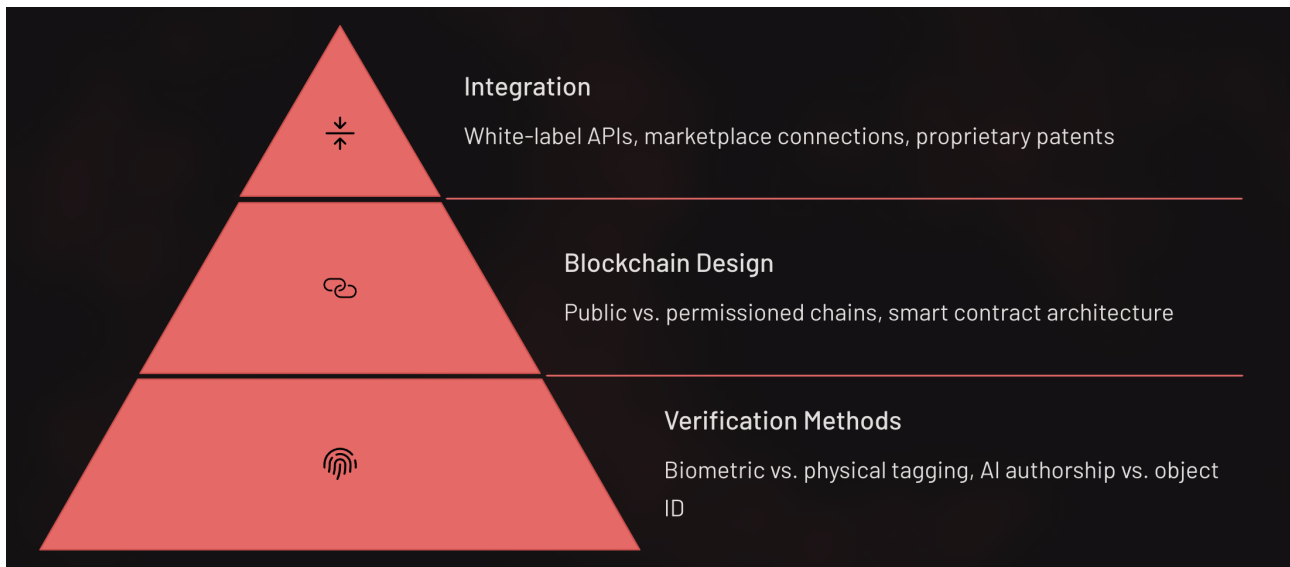 Integration
White-label APIs, marketplace connections, proprietary patents
Blockchain Design
Public vs. permissioned chains, smart contract architecture
Verification Methods
Biometric vs. physical tagging, AI authorship vs. object
ID